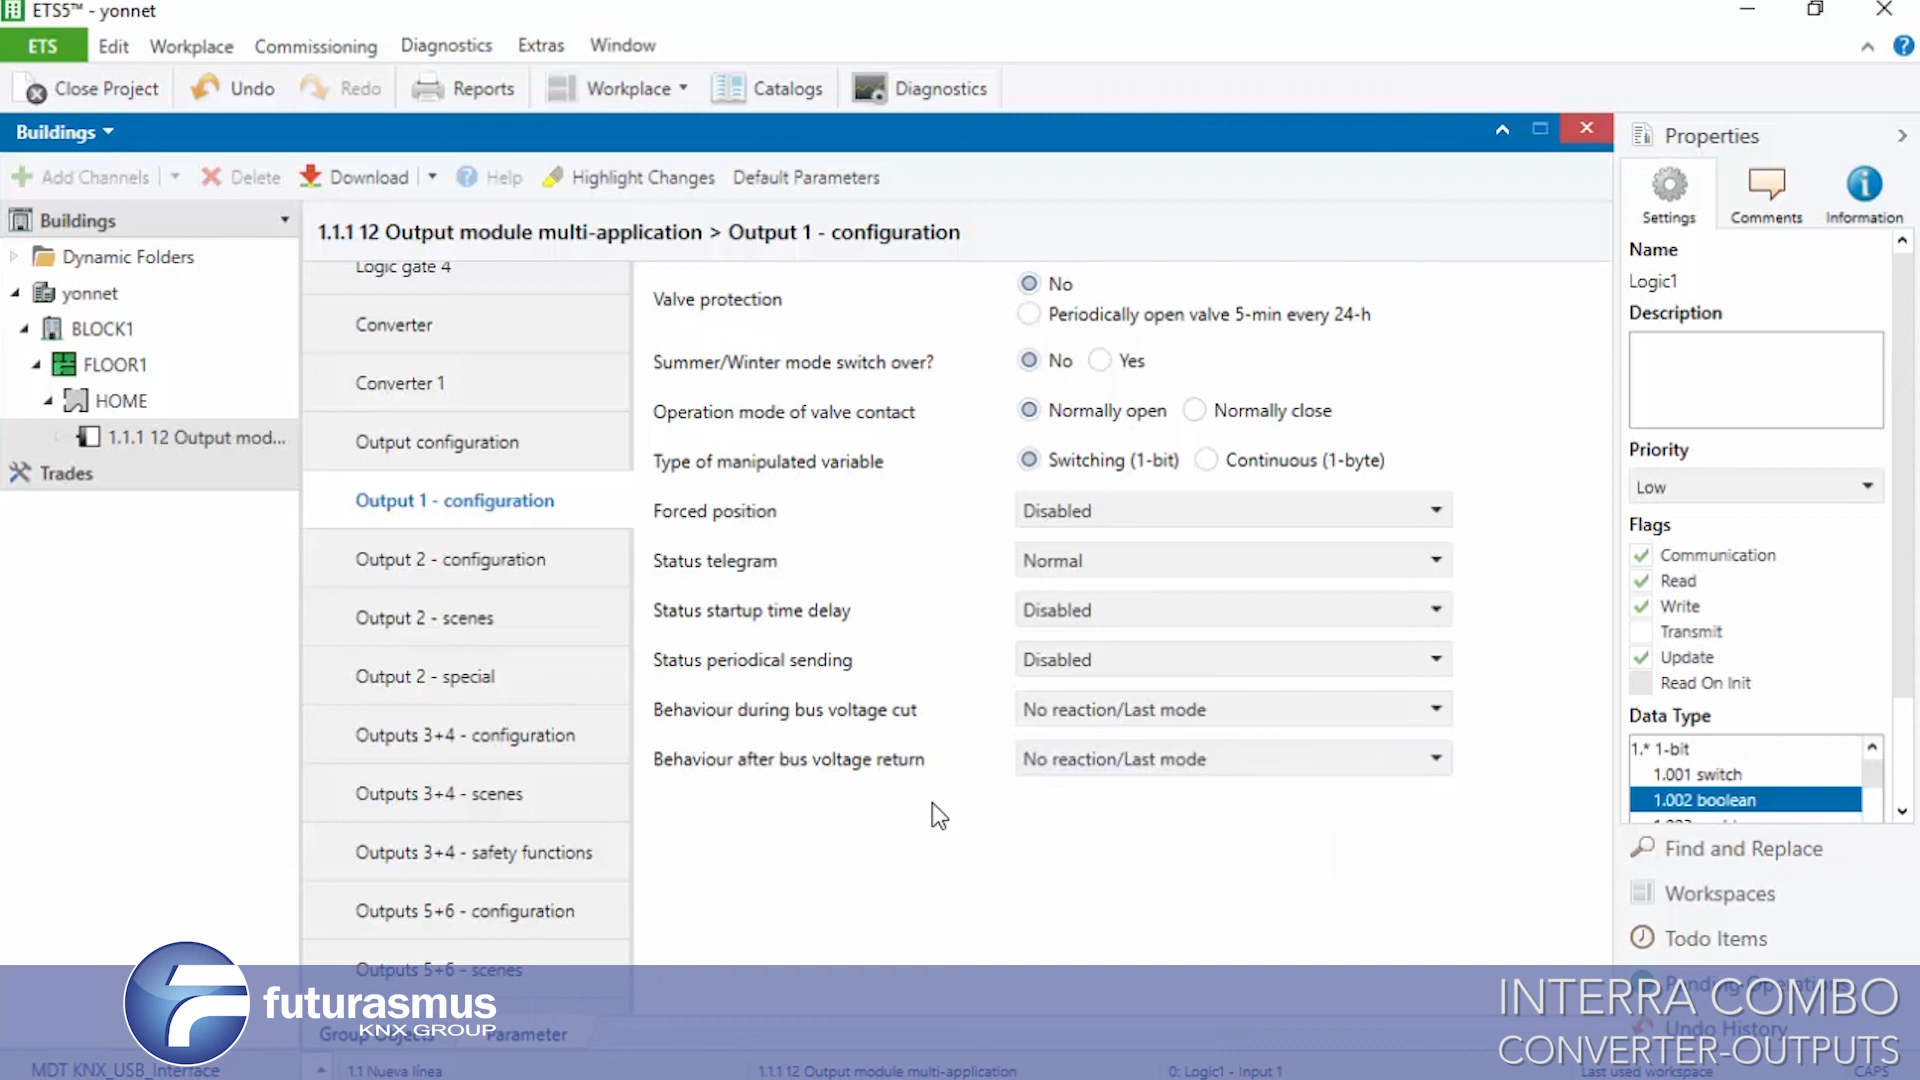 ETS5™ - yonnet
ETS Edit Workplace Commissioning Diagnostics Extras Window
Close Project Undo Redo Reports Workplace Catalogs Diagnostics
Buildings
Add Channels Delete Download Help Highlight Changes Default Parameters
Buildings
Dynamic Folders
yonnet
BLOCK1
FLOOR1
HOME
1.1.1 12 Output mod...
Trades
1.1.1 12 Output module multi-application > Output 1 - configuration
Logic gate 4
Converter
Converter 1
Output configuration
Output 1 - configuration
Output 2 - configuration
Output 2 - scenes
Output 2 - special
Outputs 3+4 - configuration
Outputs 3+4 - scenes
Outputs 3+4 - safety functions
Outputs 5+6 - configuration
Outputs 5+6 - scenes
Valve protection No
Periodically open valve 5-min every 24-h
Summer/Winter mode switch over? No Yes
Operation mode of valve contact Normally open Normally close
Type of manipulated variable Switching (1-bit) Continuous (1-byte)
Forced position Disabled
Status telegram Normal
Status startup time delay Disabled
Status periodical sending Disabled
Behaviour during bus voltage cut No reaction/Last mode
Behaviour after bus voltage return No reaction/Last mode
Properties
Settings Comments Information
Name
Logic1
Description
Priority
Low
Flags
Communication
Read
Write
Transmit
Update
Read On Init
Data Type
1.* 1-bit
1.001 switch
1.002 boolean
Find and Replace
Workspaces
Todo Items
Pending Operations
Undo History
Group Objects Parameter
futurasmus
KNX GROUP
INTERRA COMBO
CONVERTER-OUTPUTS
MDT KNX_USB_Interface 1.1 Nueva línea 1.1.1 12 Output module multi-application 0: Logic1 - Input 1 Last used workspace CAPS